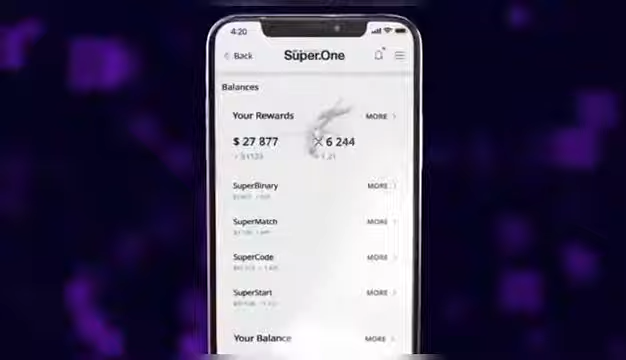 4:20
Back
Super.One
Balances
Your Rewards MORE
$ 27 877 6 244
SuperBinary MORE
SuperMatch MORE
SuperCode MORE
SuperStart MORE
Your Balance MORE